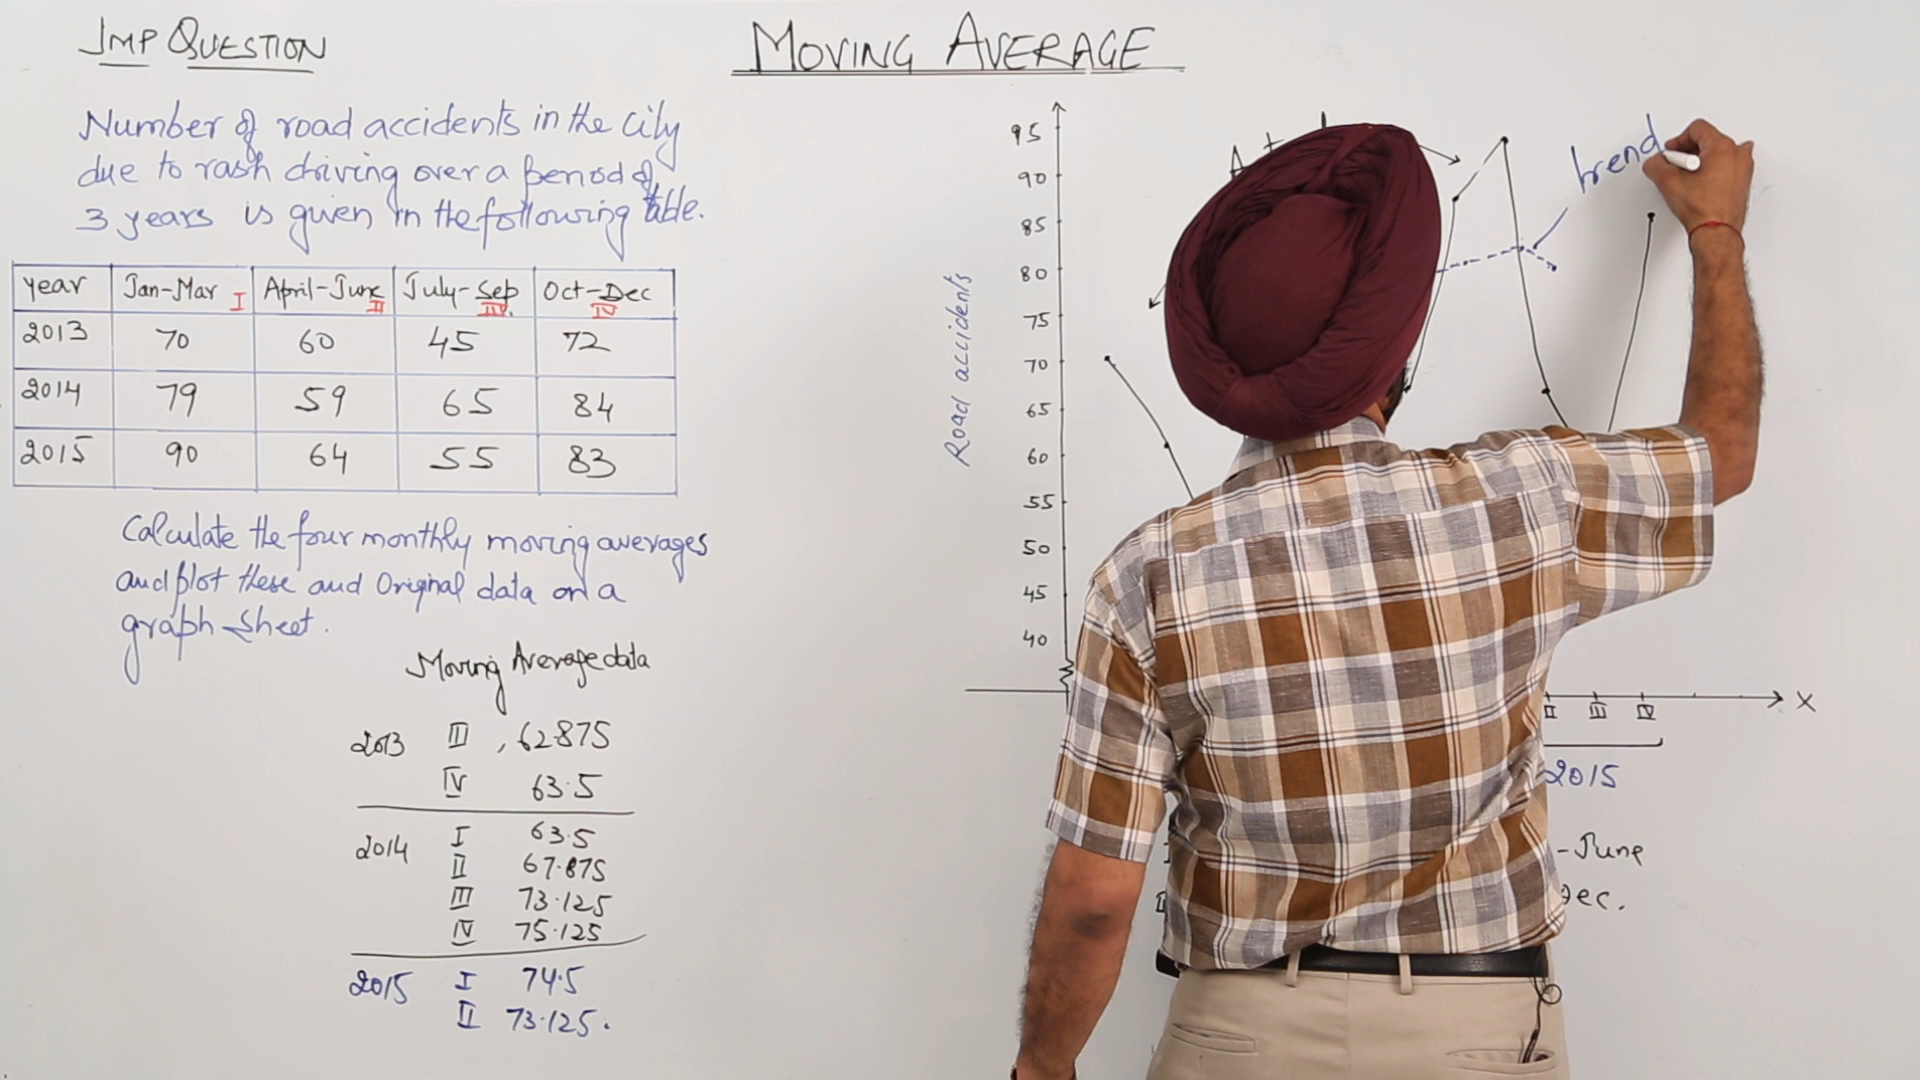 IMP QUESTION
MOVING AVERAGE
Number of road accidents in the City
due to rash driving over a period of
3 years is given in the following table.
year Jan-Mar I April-June II July-Sep III Oct-Dec IV
2013 70 60 45 72
2014 79 59 65 84
2015 90 64 55 83
Calculate the four monthly moving averages
and plot these and Original data on a
graph sheet.
Moving Average data
2013 III 62.875
IV 63.5
2014 I 63.5
II 67.875
III 73.125
IV 75.125
2015 I 74.5
II 73.125.
trend
95
90
85
80
75
70
65
60
55
50
45
40
Road accidents
II III IV X
2015
-June
Dec.